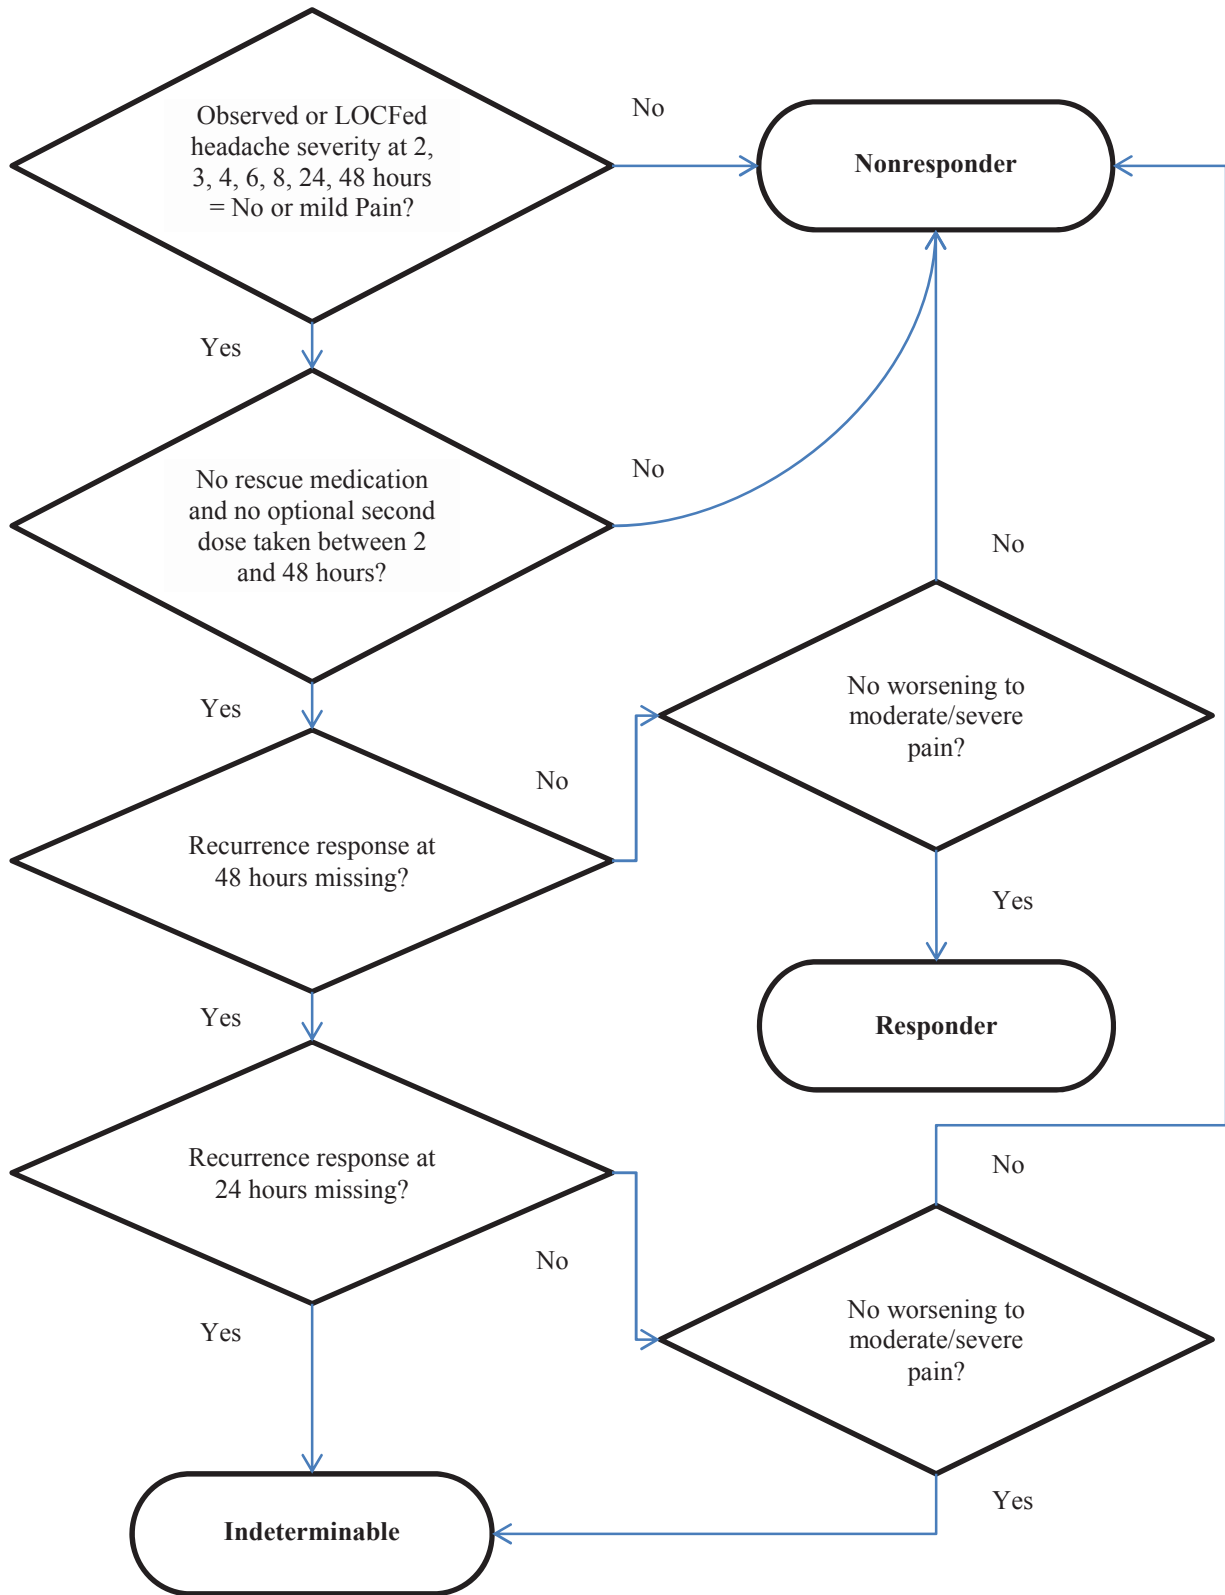 Observed or LOCFed
headache severity at 2,
3, 4, 6, 8, 24, 48 hours
= No or mild Pain?
No
Nonresponder
Yes
No rescue medication
and no optional second
dose taken between 2
and 48 hours?
No
No
Yes
No worsening to
moderate/severe
pain?
No
Recurrence response at
48 hours missing?
Yes
Yes
Responder
Recurrence response at
24 hours missing?
No
No
Yes
No worsening to
moderate/severe
pain?
Yes
Indeterminable